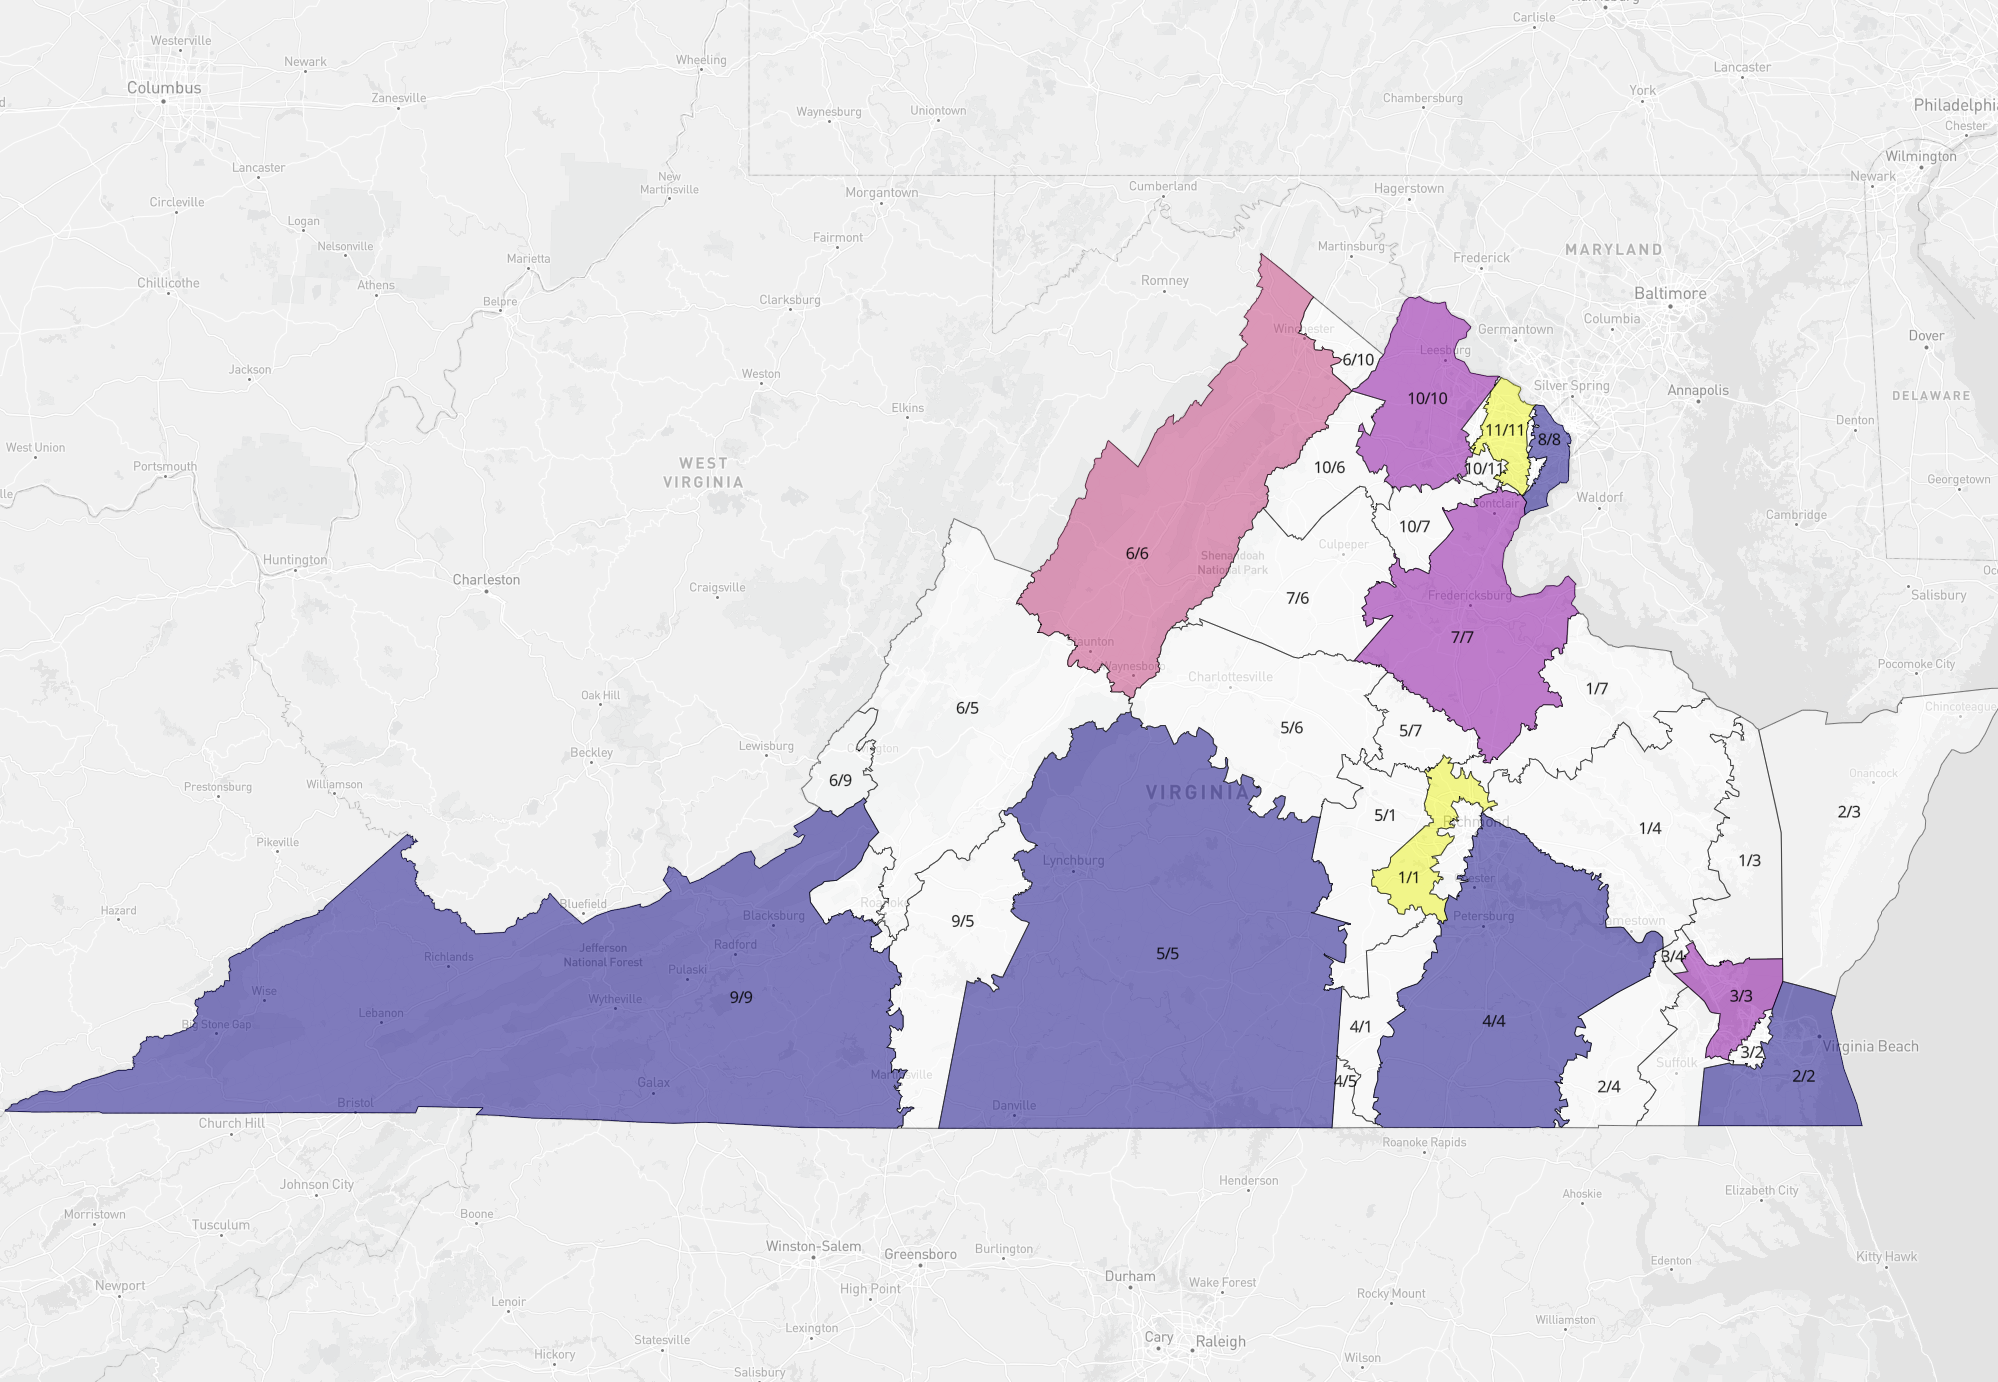 Westerville
Newark
Wheeling
Carlisle
Columbus
Zanesville
Lancaster
York
Waynesburg
Uniontown
Chambersburg
Philadelphia
Chester
Wilmington
Newark
Lancaster
New
Martinsville
Morgantown
Cumberland
Hagerstown
Circleville
Logan
Nelsonville
Fairmont
Martinsburg
MARYLAND
Frederick
Marietta
Chillicothe
Athens
Belpre
Clarksburg
Romney
Baltimore
Columbia
Germantown
Winchester
Leesburg
Dover
6/10
Jackson
Weston
Silver Spring
Annapolis
DELAWARE
10/10
Elkins
Denton
11/11
8/8
West Union
Portsmouth
WEST
VIRGINIA
10/6
10/11
Georgetown
Waldorf
Cambridge
10/7
Culpeper
6/6
Shenandoah
National Park
Huntington
Charleston
Craigsville
7/6
Fredericksburg
Salisbury
7/7
Waynesboro
Charlottesville
Pocomoke City
Oak Hill
6/5
1/7
Chincoteague
5/6
5/7
Lewisburg
Beckley
Covington
6/9
Prestonsburg
Williamson
VIRGINIA
Onancock
2/3
5/1
Richmond
1/4
Pikeville
Lynchburg
1/3
1/1
Hazard
Bluefield
Roanoke
Blacksburg
9/5
Petersburg
Jamestown
Jefferson
National Forest
Radford
5/5
3/4
Richlands
Pulaski
Wise
Wytheville
9/9
3/3
Lebanon
4/4
Big Stone Gap
4/1
Virginia Beach
3/2
Suffolk
Martinsville
2/2
Galax
4/5
2/4
Bristol
Danville
Church Hill
Roanoke Rapids
Johnson City
Henderson
Ahoskie
Elizabeth City
Morristown
Boone
Tusculum
Winston-Salem
Greensboro
Burlington
Edenton
Kitty Hawk
Newport
High Point
Durham
Wake Forest
Rocky Mount
Lenoir
Lexington
Williamston
Statesville
Cary
Raleigh
Hickory
Wilson
Salisbury